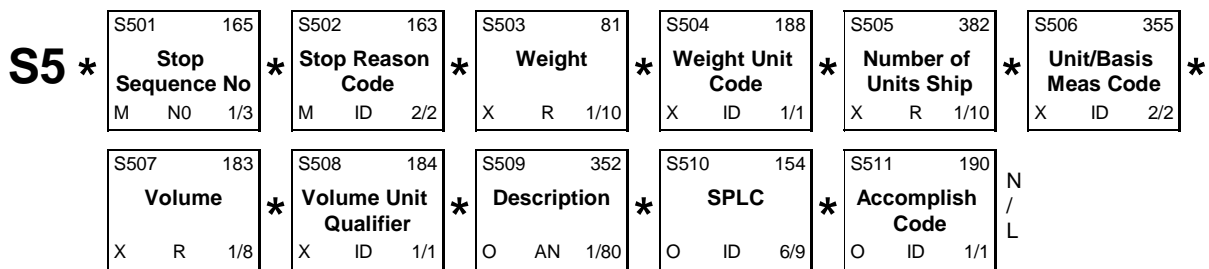 S501 165 S502 163 S503 81 S504 188 S505 382 S506 355
S5 * Stop * Stop Reason * Weight * Weight Unit * Number of * Unit/Basis *
Sequence No Code Code Units Ship Meas Code
M N0 1/3 M ID 2/2 X R 1/10 X ID 1/1 X R 1/10 X ID 2/2
S507 183 S508 184 S509 352 S510 154 S511 190 N
Volume * Volume Unit * Description * SPLC * Accomplish /
Qualifier Code L
X R 1/8 X ID 1/1 O AN 1/80 O ID 6/9 O ID 1/1